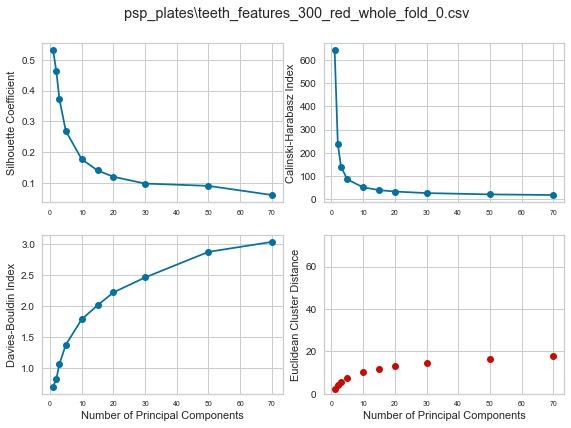 psp_plates\teeth_features_300_red_whole_fold_0.csv
Silhouette Coefficient
0.5
0.4
0.3
0.2
0.1
0 10 20 30 40 50 60 70
Calinski-Harabasz Index
600
500
400
300
200
100
0
0 10 20 30 40 50 60 70
Davies-Bouldin Index
3.0
2.5
2.0
1.5
1.0
0 10 20 30 40 50 60 70
Number of Principal Components
Euclidean Cluster Distance
60
40
20
0
0 10 20 30 40 50 60 70
Number of Principal Components